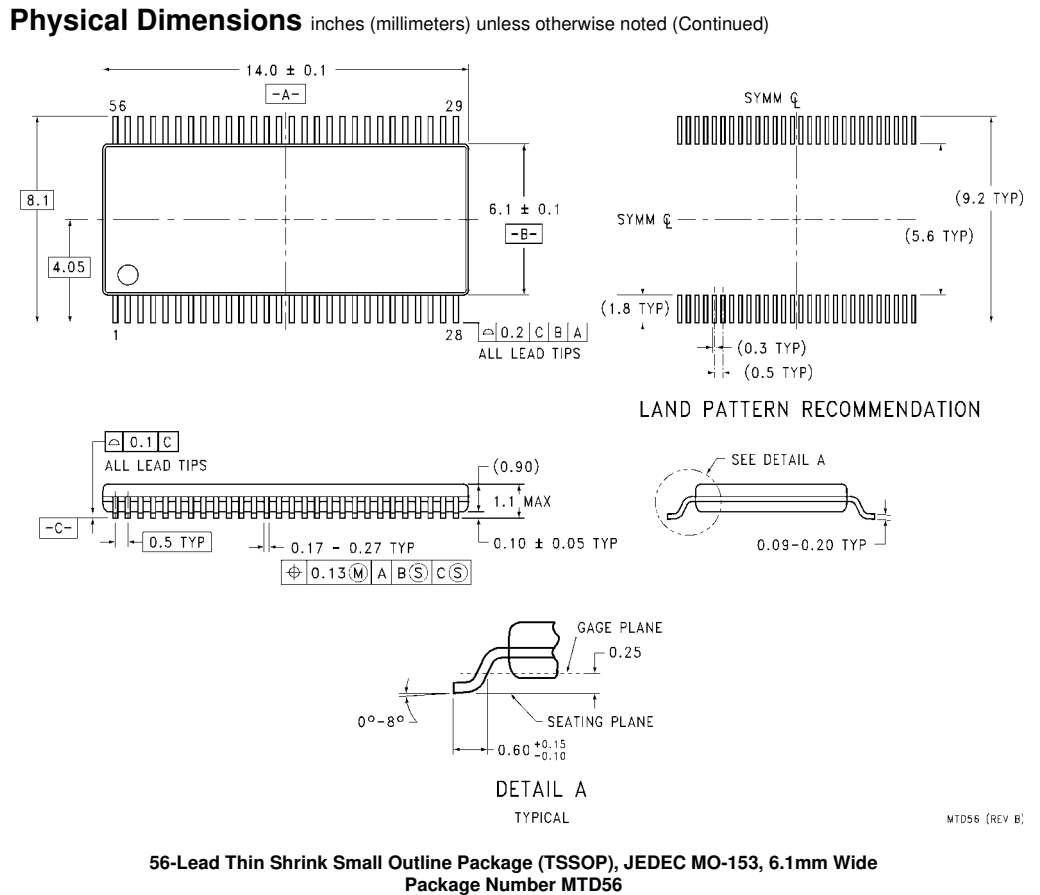 Physical Dimensions inches (millimeters) unless otherwise noted (Continued)
14.0 ± 0.1
-A-
56
29
8.1
4.05
6.1 ± 0.1
-B-
1
28
⌓ 0.2 C B A
ALL LEAD TIPS
SYMM ℄
SYMM ℄
(9.2 TYP)
(5.6 TYP)
(1.8 TYP)
(0.3 TYP)
(0.5 TYP)
LAND PATTERN RECOMMENDATION
⌓ 0.1 C
ALL LEAD TIPS
(0.90)
1.1 MAX
-C-
0.5 TYP
0.17 - 0.27 TYP
0.10 ± 0.05 TYP
⌖ 0.13 Ⓜ A B Ⓢ C Ⓢ
SEE DETAIL A
0.09-0.20 TYP
GAGE PLANE
0.25
0°-8°
SEATING PLANE
0.60 +0.15 -0.10
DETAIL A
TYPICAL
MTD56 (REV B)
56-Lead Thin Shrink Small Outline Package (TSSOP), JEDEC MO-153, 6.1mm Wide
Package Number MTD56